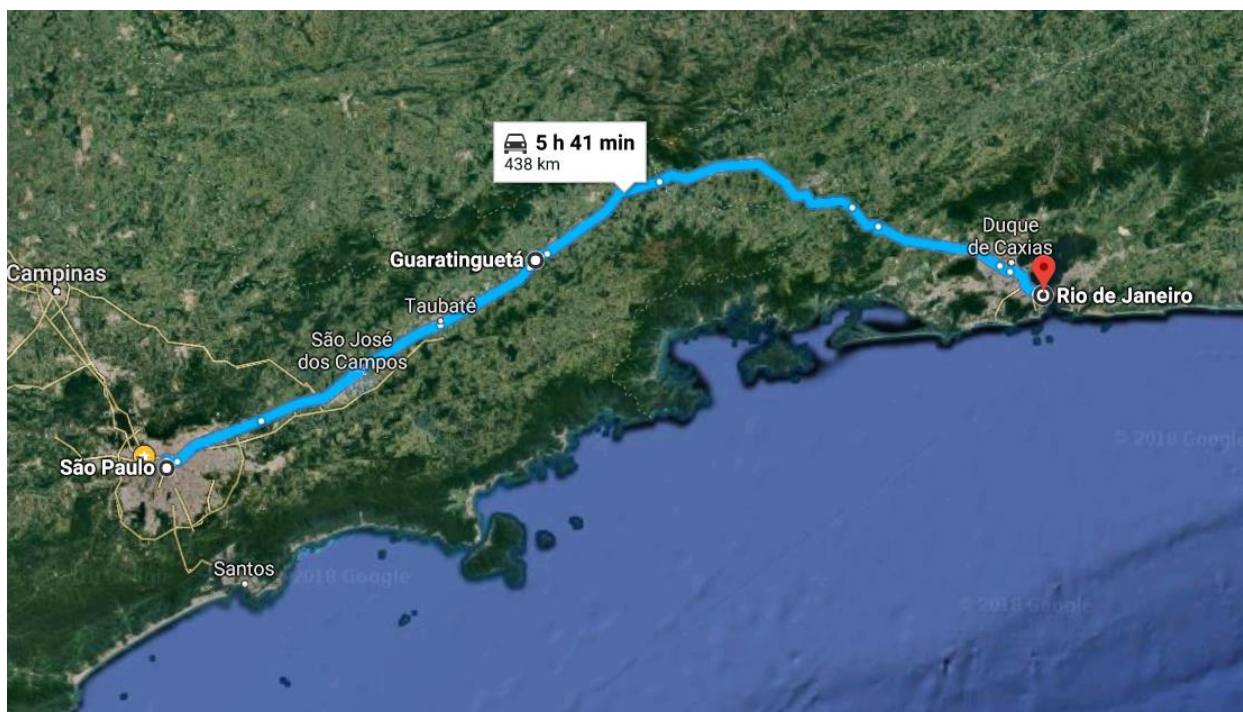 5 h 41 min
438 km
Guaratinguetá
Duque
de Caxias
Campinas
Rio de Janeiro
Taubaté
São José
dos Campos
© 2018 Google
São Paulo
Santos
2018 Google
© 2018 Google